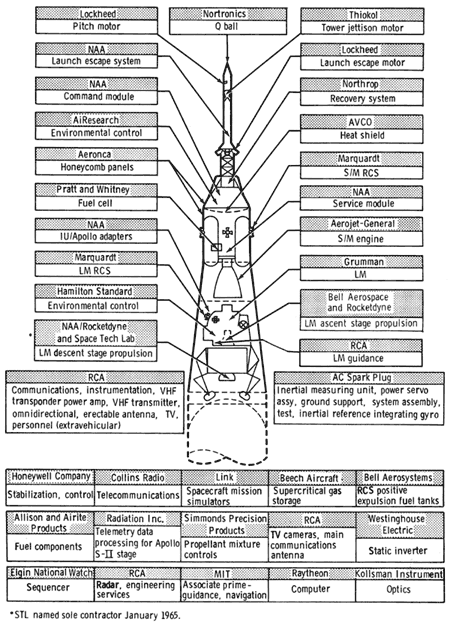 Lockheed
Pitch motor
Nortronics
Q ball
Thiokol
Tower jettison motor
NAA
Launch escape system
Lockheed
Launch escape motor
NAA
Command module
Northrop
Recovery system
AiResearch
Environmental control
AVCO
Heat shield
Aeronca
Honeycomb panels
Marquardt
S/M RCS
Pratt and Whitney
Fuel cell
NAA
Service module
NAA
IU/Apollo adapters
Aerojet-General
S/M engine
Marquardt
LM RCS
Grumman
LM
Hamilton Standard
Environmental control
Bell Aerospace
and Rocketdyne
LM ascent stage propulsion
*
NAA/Rocketdyne
and Space Tech Lab
LM descent stage propulsion
RCA
LM guidance
RCA
Communications, instrumentation, VHF
transponder power amp, VHF transmitter,
omnidirectional, erectable antenna, TV,
personnel (extravehicular)
AC Spark Plug
Inertial measuring unit, power servo
assy, ground support, system assembly,
test, inertial reference integrating gyro
Honeywell Company
Stabilization, control
Collins Radio
Telecommunications
Link
Spacecraft mission
simulators
Beech Aircraft
Supercritical gas
storage
Bell Aerosystems
RCS positive
expulsion fuel tanks
Allison and Airite
Products
Fuel components
Radiation Inc.
Telemetry data
processing for Apollo
S-II stage
Simmonds Precision
Products
Propellant mixture
controls
RCA
TV cameras, main
communications
antenna
Westinghouse
Electric
Static inverter
Elgin National Watch
Sequencer
RCA
Radar, engineering
services
MIT
Associate prime-
guidance, navigation
Raytheon
Computer
Kollsman Instrument
Optics
*STL named sole contractor January 1965.